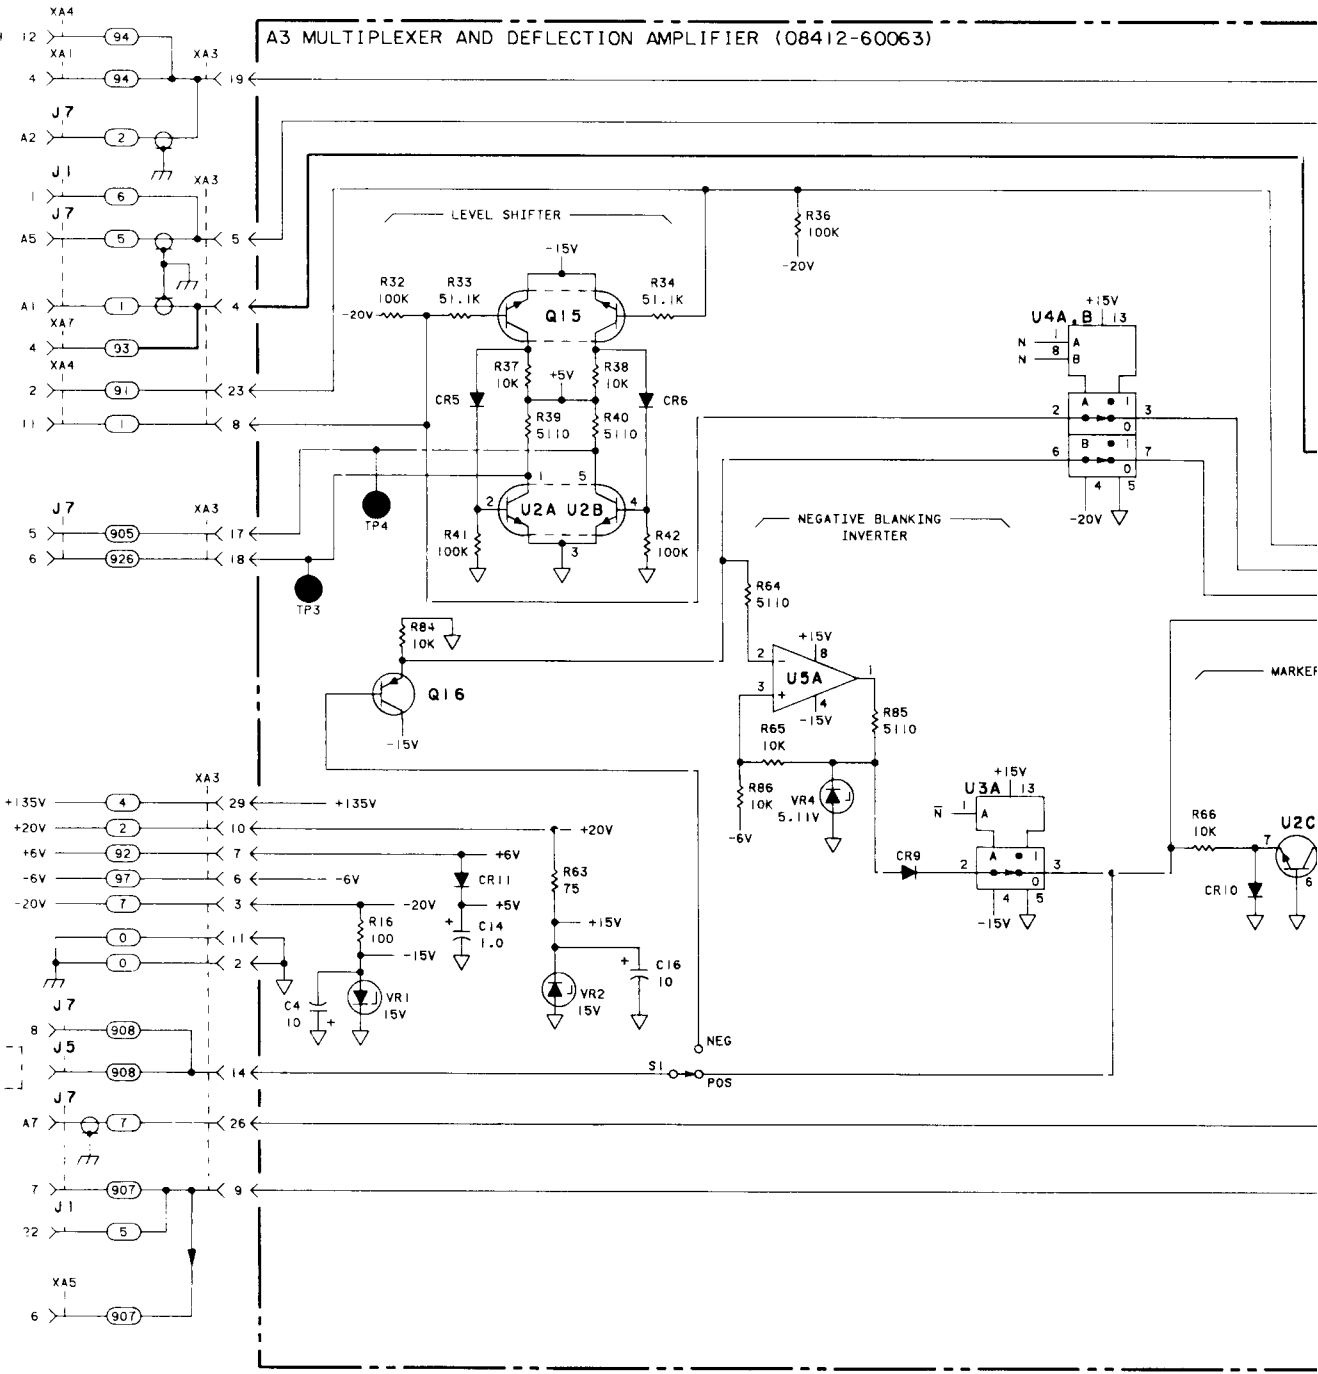 XA4
12 94
A3 MULTIPLEXER AND DEFLECTION AMPLIFIER (08412-60063)
XA1 XA3
4 94 19
J7
A2 2
J1
XA3
1 6
J7
A5 5 5
A1 1 4
XA7
4 93
XA4
2 91 23
11 1 8
LEVEL SHIFTER
-15V
R36
100K
-20V
R32
100K
R33
51.1K
R34
51.1K
-20V
Q15
R37
10K
+5V
R38
10K
CR5
CR6
R39
5110
R40
5110
1 5
2 U2A U2B 4
3
R41
100K
R42
100K
TP4
TP3
J7 XA3
5 905 17
6 926 18
+15V
U4A,B 13
N 1 A
N 8 B
A 1
2 3
0
B 1
6 7
0
4 5
-20V
NEGATIVE BLANKING
INVERTER
R84
10K
Q16
-15V
R64
5110
+15V
2 - 8
U5A 1
3 + 4
-15V
R85
5110
R65
10K
R86
10K
-6V
VR4
5.11V
MARKER
+15V
U3A 13
N̅ 1 A
CR9
2 A 1 3
0
4 5
-15V
R66
10K
U2C
7
6
CR10
XA3
+135V 4 29 +135V
+20V 2 10 +20V
+6V 92 7 +6V
-6V 97 6 -6V
-20V 7 3 -20V
0 11
0 2
CR11
+5V
+ C14
1.0
R63
75
+15V
R16
100
-15V
C4
10 +
VR1
15V
VR2
15V
+ C16
10
J7
8 908
J5
908 14
S1
NEG
POS
J7
A7 7 26
7 907 9
J1
22 5
XA5
6 907